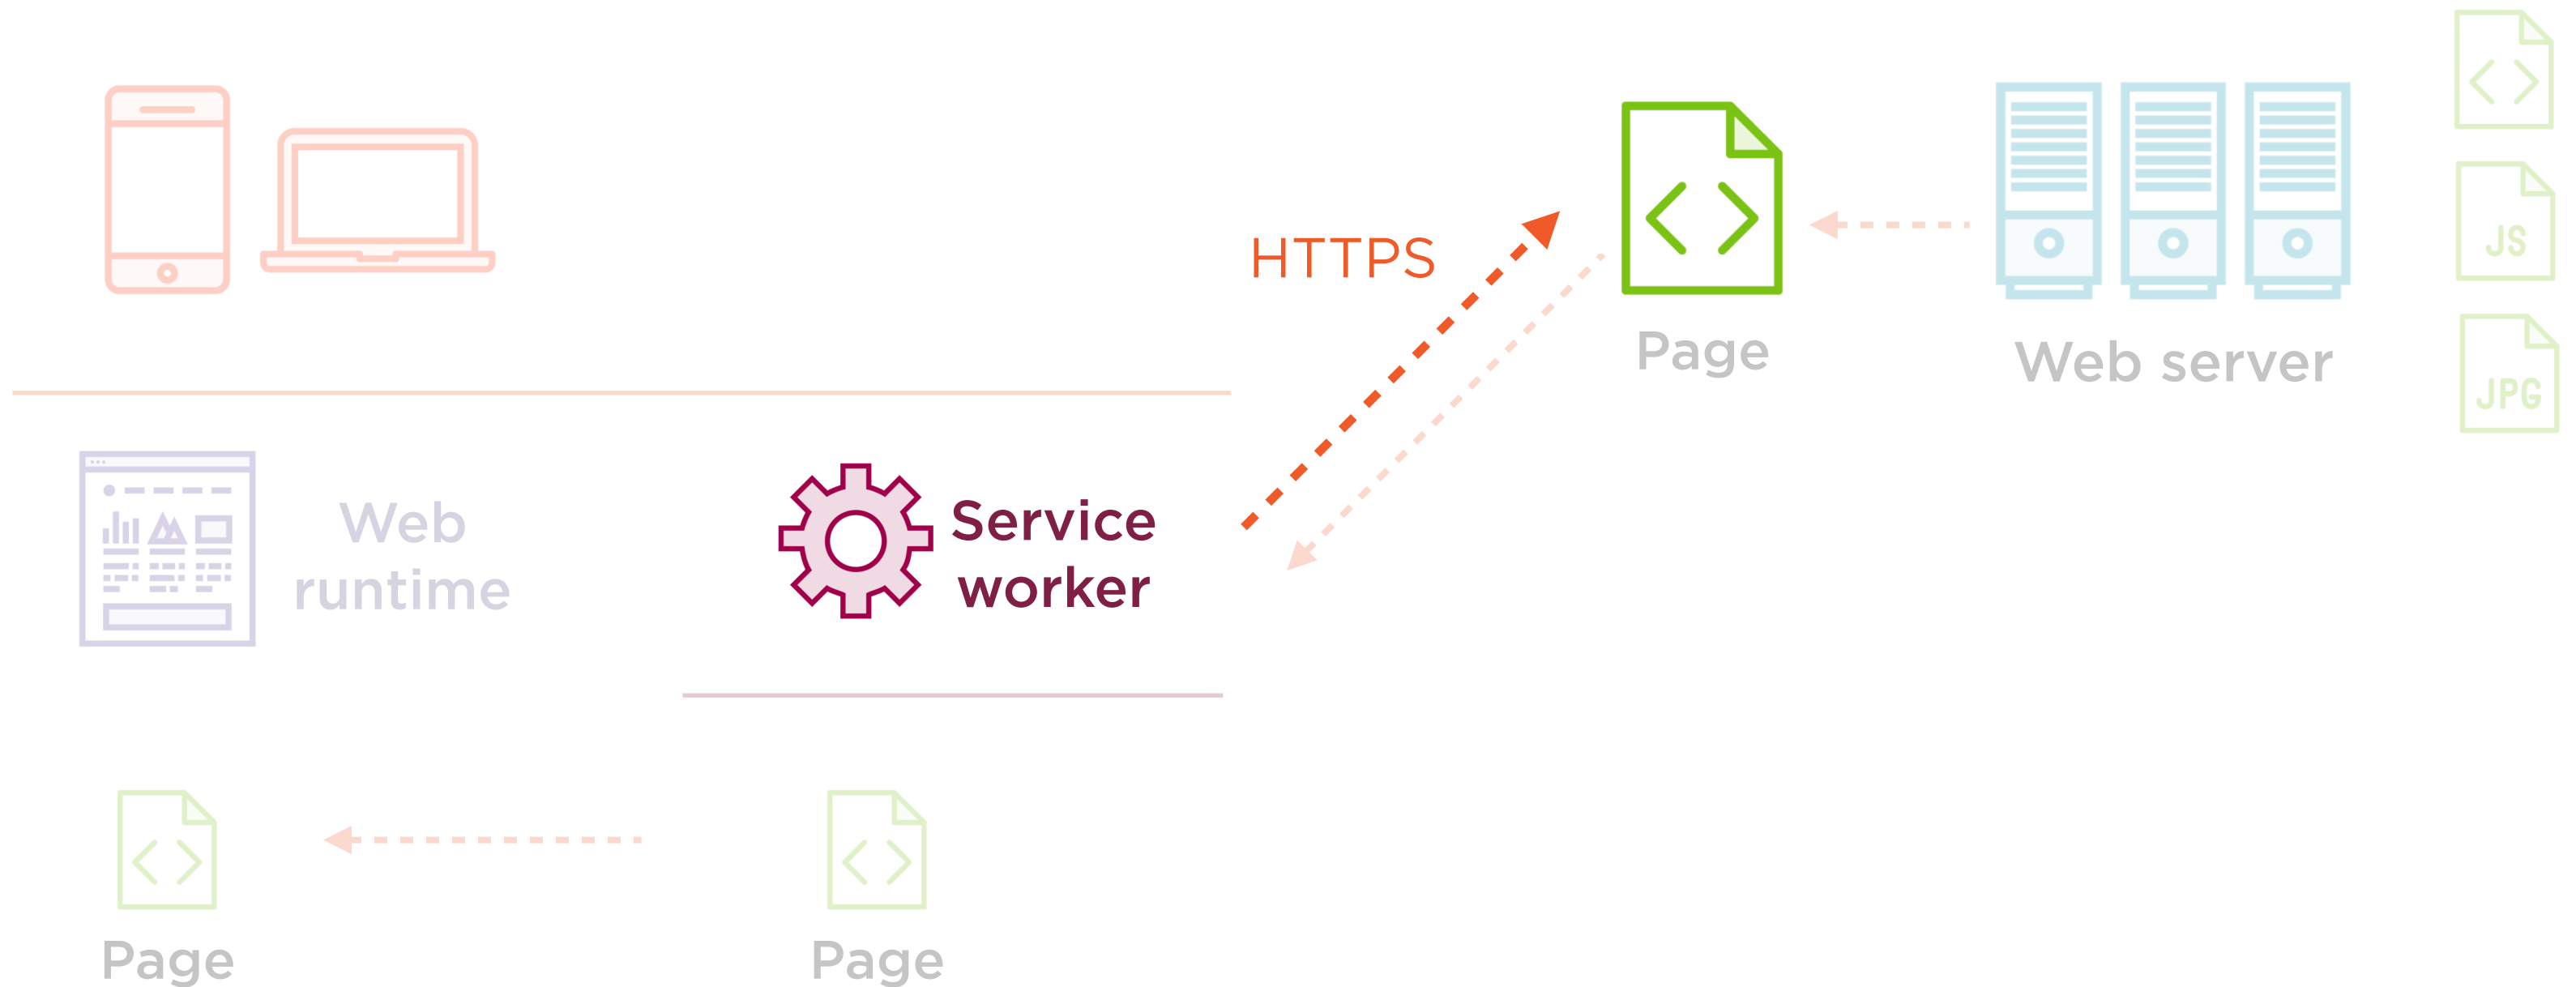 HTTPS
Page
Web server
JS
JPG
Web
runtime
Service
worker
Page
Page